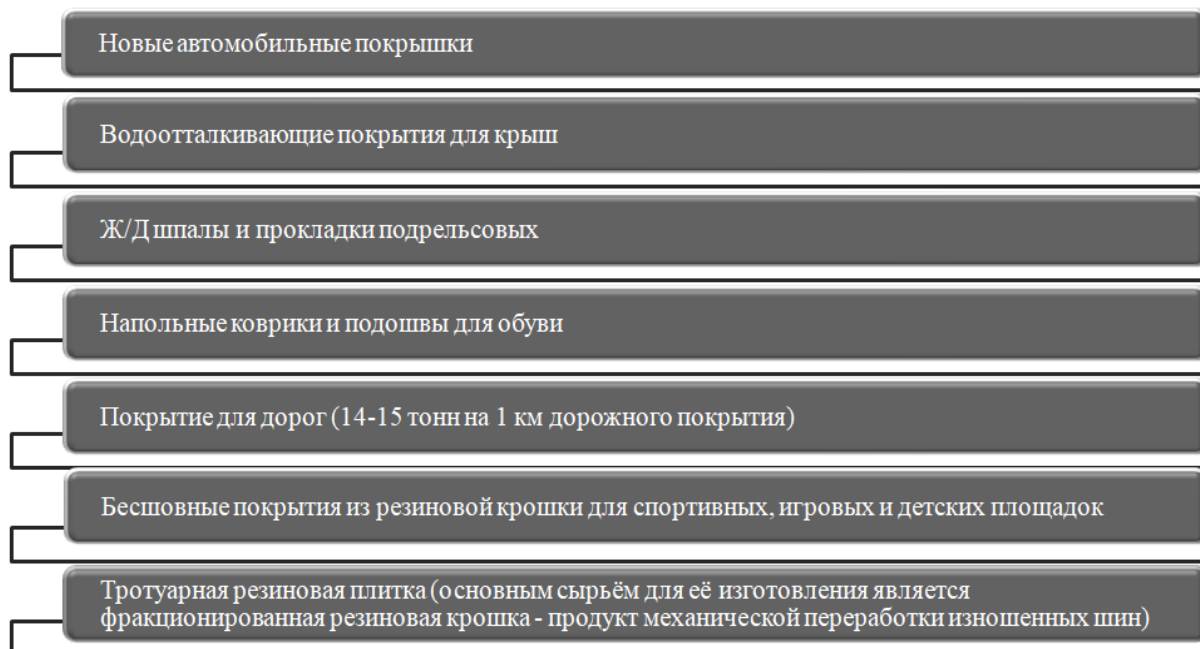 Новые автомобильные покрышки
Водоотталкивающие покрытия для крыш
Ж/Д шпалы и прокладки подрельсовых
Напольные коврики и подошвы для обуви
Покрытие для дорог (14-15 тонн на 1 км дорожного покрытия)
Бесшовные покрытия из резиновой крошки для спортивных, игровых и детских площадок
Тротуарная резиновая плитка (основным сырьём для её изготовления является
фракционированная резиновая крошка - продукт механической переработки изношенных шин)